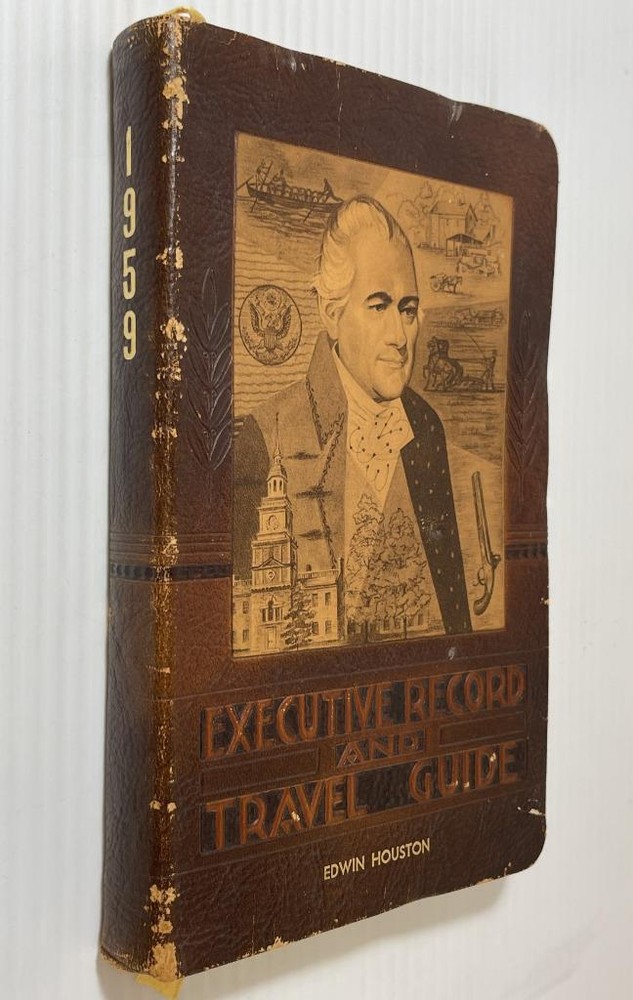 1959
EXECUTIVE RECORD
AND
TRAVEL GUIDE
EDWIN HOUSTON